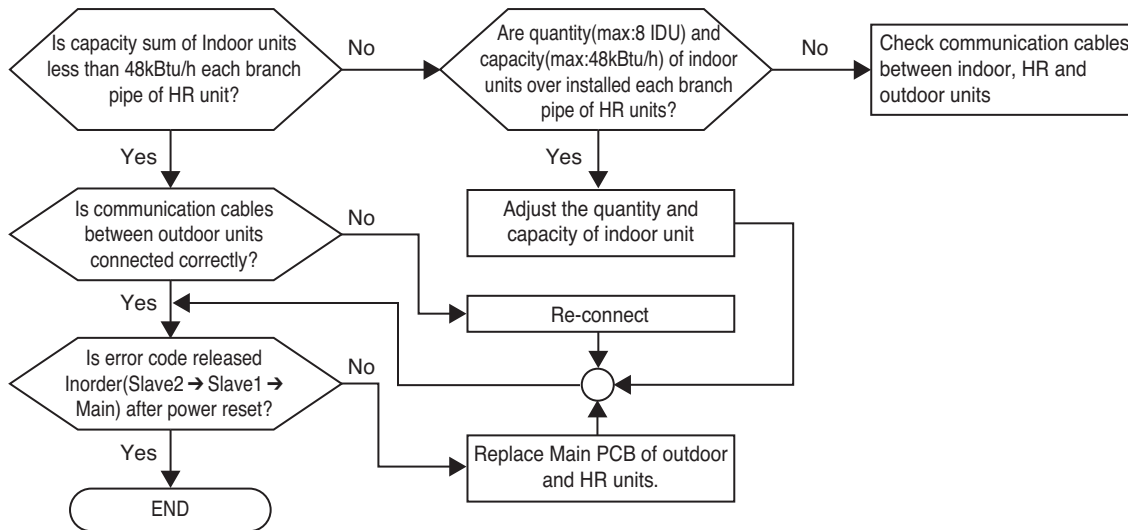 Is capacity sum of Indoor units
less than 48kBtu/h each branch
pipe of HR unit?
No
Are quantity(max:8 IDU) and
capacity(max:48kBtu/h) of indoor
units over installed each branch
pipe of HR units?
No
Check communication cables
between indoor, HR and
outdoor units
Yes
Yes
Is communication cables
between outdoor units
connected correctly?
No
Adjust the quantity and
capacity of indoor unit
Yes
Re-connect
Is error code released
Inorder(Slave2 ➔ Slave1 ➔
Main) after power reset?
No
Yes
Replace Main PCB of outdoor
and HR units.
END